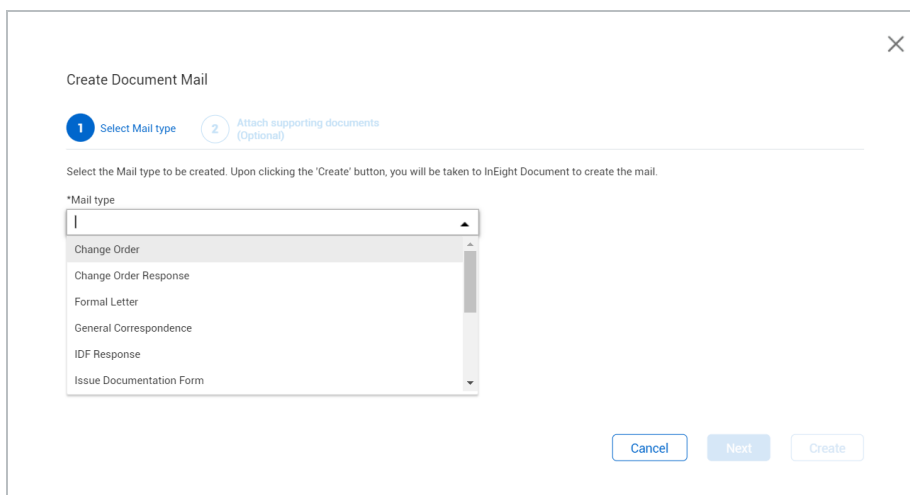 Create Document Mail
1 Select Mail type 2 Attach supporting documents
(Optional)
Select the Mail type to be created. Upon clicking the 'Create' button, you will be taken to InEight Document to create the mail.
*Mail type
Change Order
Change Order Response
Formal Letter
General Correspondence
IDF Response
Issue Documentation Form
Cancel Next Create